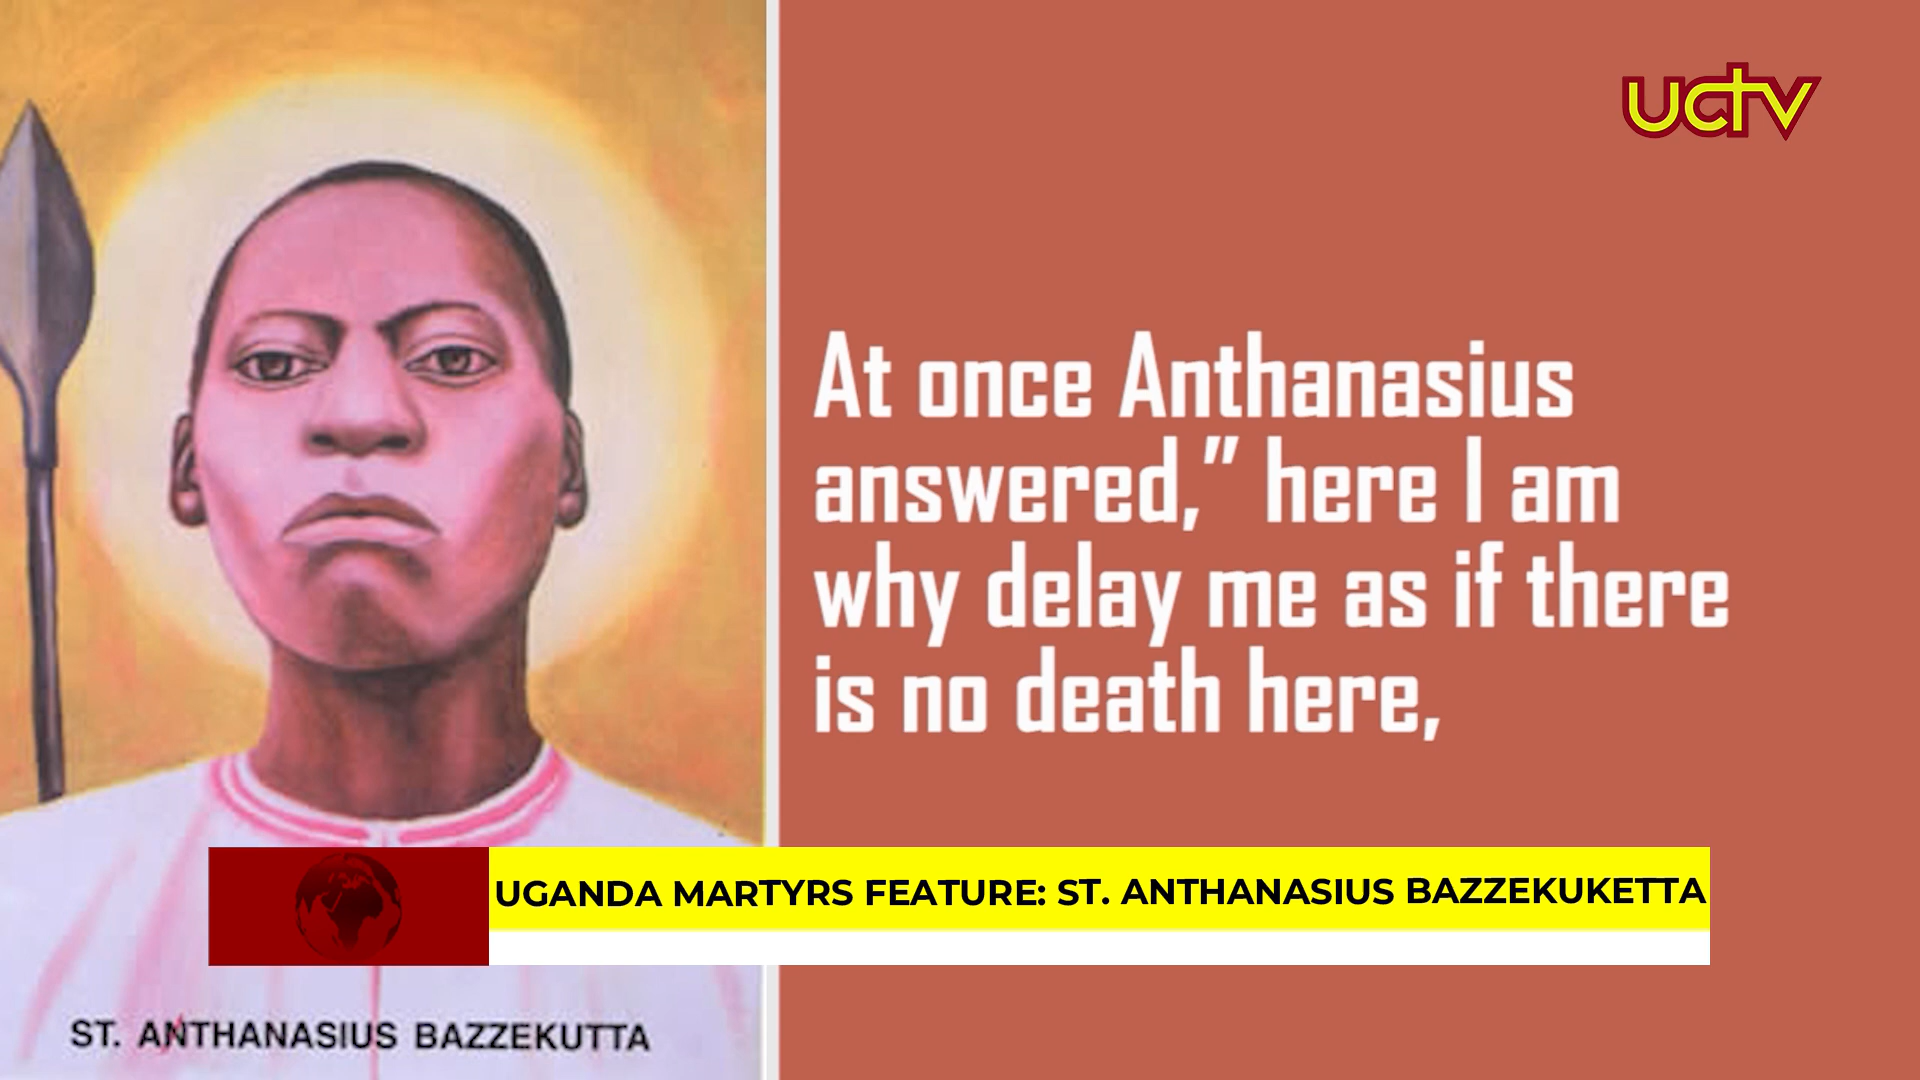 uctv
At once Anthanasius
answered,” here I am
why delay me as if there
is no death here,
UGANDA MARTYRS FEATURE: ST. ANTHANASIUS BAZZEKUKETTA
ST. ANTHANASIUS BAZZEKUTTA